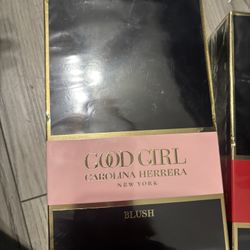 GOOD GIRL
CAROLINA HERRERA
NEW YORK
BLUSH